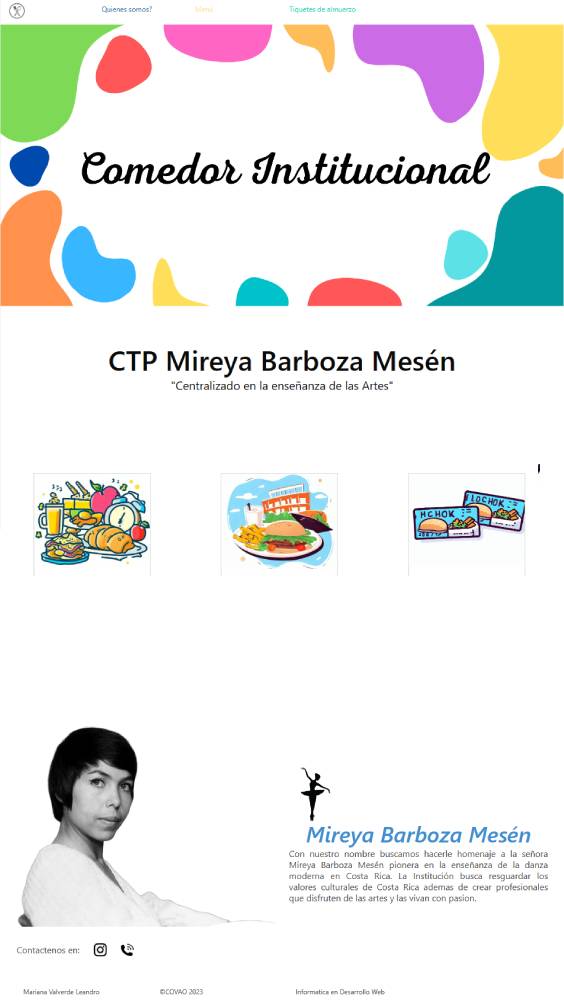 Quienes somos? Menú Tiquetes de almuerzo
Comedor Institucional
CTP Mireya Barboza Mesén
"Centralizado en la enseñanza de las Artes"
HCHOK
LOCHOK
Mireya Barboza Mesén
Con nuestro nombre buscamos hacerle homenaje a la señora
Mireya Barboza Mesén pionera en la enseñanza de la danza
moderna en Costa Rica. La Institución busca resguardar los
valores culturales de Costa Rica ademas de crear profesionales
que disfruten de las artes y las vivan con pasion.
Contactenos en:
Mariana Valverde Leandro ©COVAO 2023 Informatica en Desarrollo Web